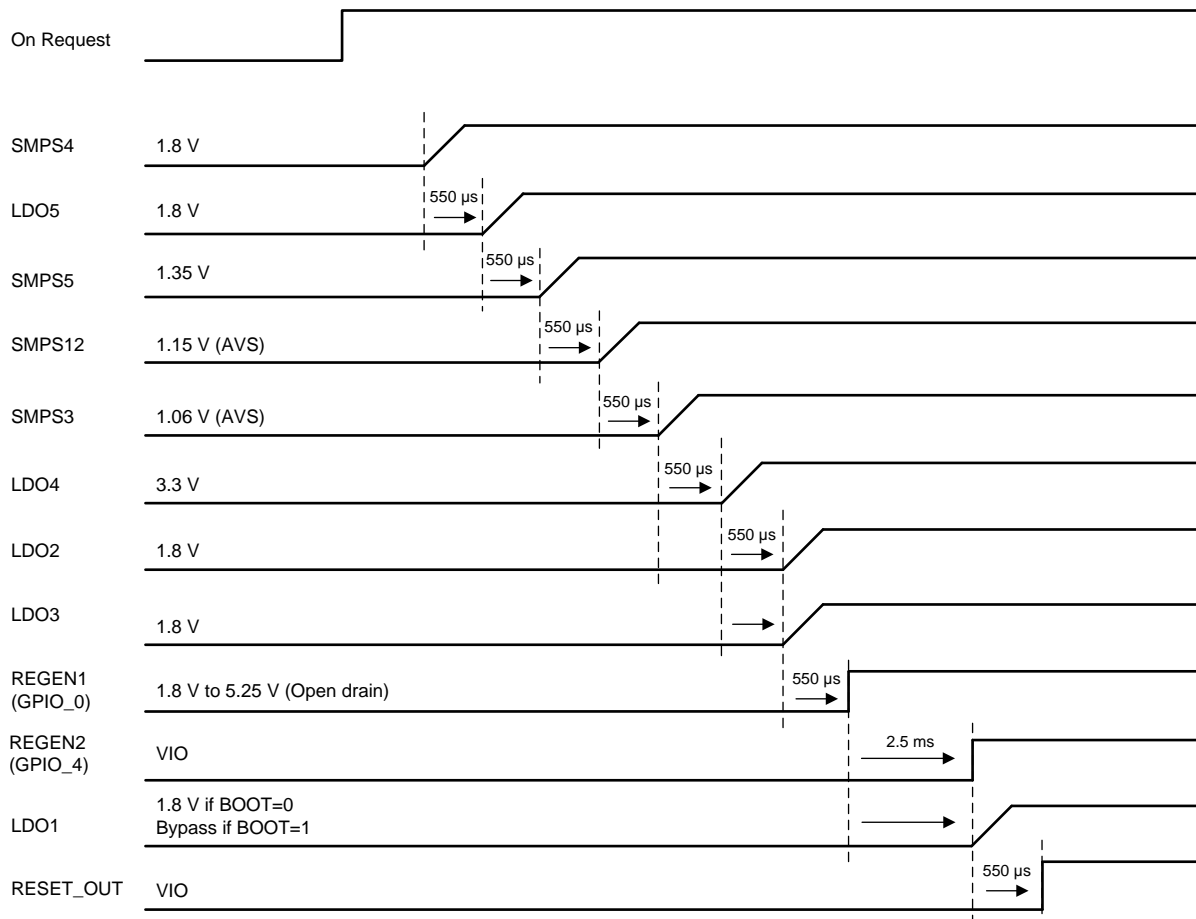 On Request
SMPS4
1.8 V
550 µs
LDO5
1.8 V
550 µs
SMPS5
1.35 V
550 µs
SMPS12
1.15 V (AVS)
550 µs
SMPS3
1.06 V (AVS)
550 µs
LDO4
3.3 V
550 µs
LDO2
1.8 V
LDO3
1.8 V
REGEN1
(GPIO_0)
1.8 V to 5.25 V (Open drain)
550 µs
REGEN2
(GPIO_4)
VIO
2.5 ms
LDO1
1.8 V if BOOT=0
Bypass if BOOT=1
550 µs
RESET_OUT
VIO